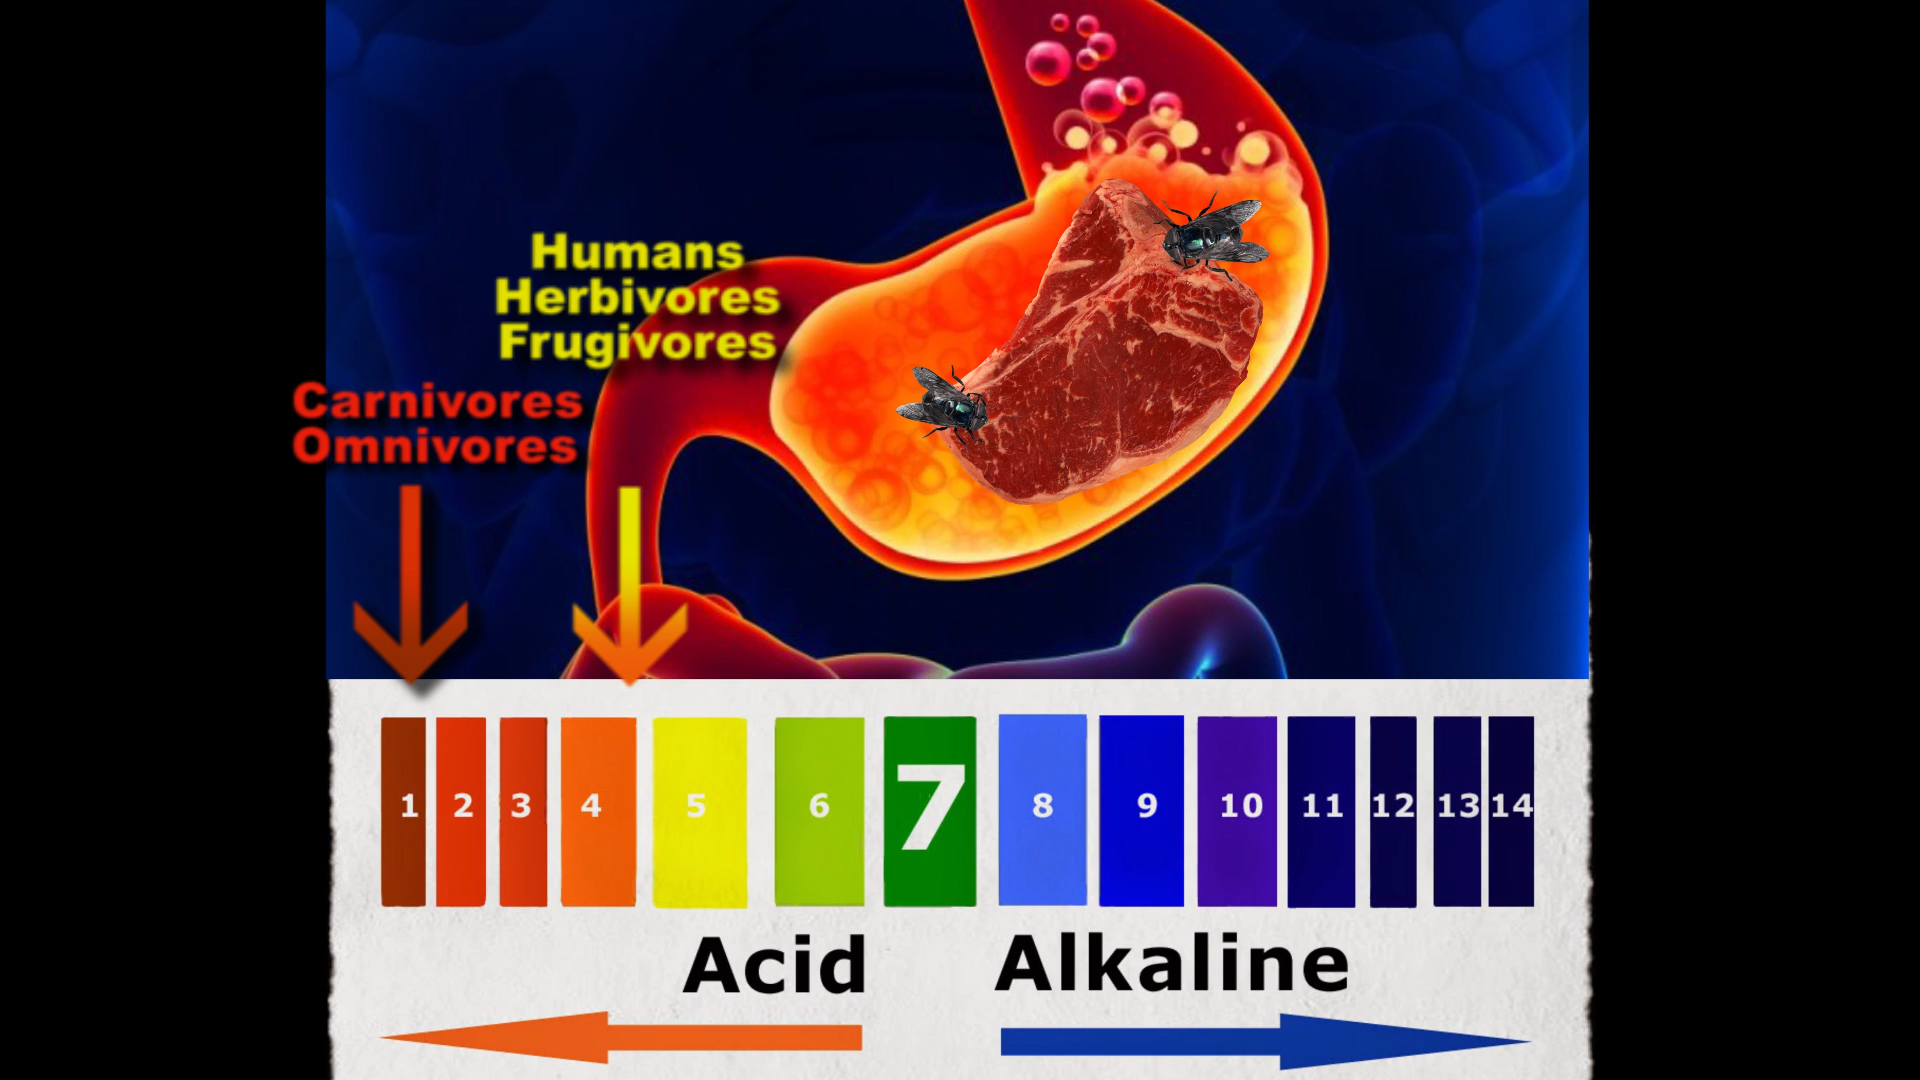 Humans
Herbivores
Frugivores
Carnivores
Omnivores
1 2 3 4 5 6 7 8 9 10 11 12 13 14
Acid Alkaline